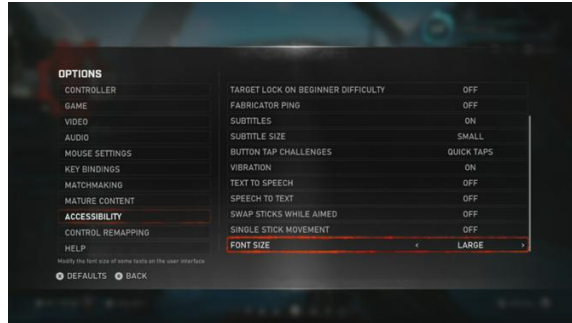 OPTIONS
CONTROLLER
GAME
VIDEO
AUDIO
MOUSE SETTINGS
KEY BINDINGS
MATCHMAKING
MATURE CONTENT
ACCESSIBILITY
CONTROL REMAPPING
HELP
TARGET LOCK ON BEGINNER DIFFICULTY OFF
FABRICATOR PING OFF
SUBTITLES ON
SUBTITLE SIZE SMALL
BUTTON TAP CHALLENGES QUICK TAPS
VIBRATION ON
TEXT TO SPEECH OFF
SPEECH TO TEXT OFF
SWAP STICKS WHILE AIMED OFF
SINGLE STICK MOVEMENT OFF
FONT SIZE < LARGE >
Modify the font size of some texts on the user interface
DEFAULTS BACK